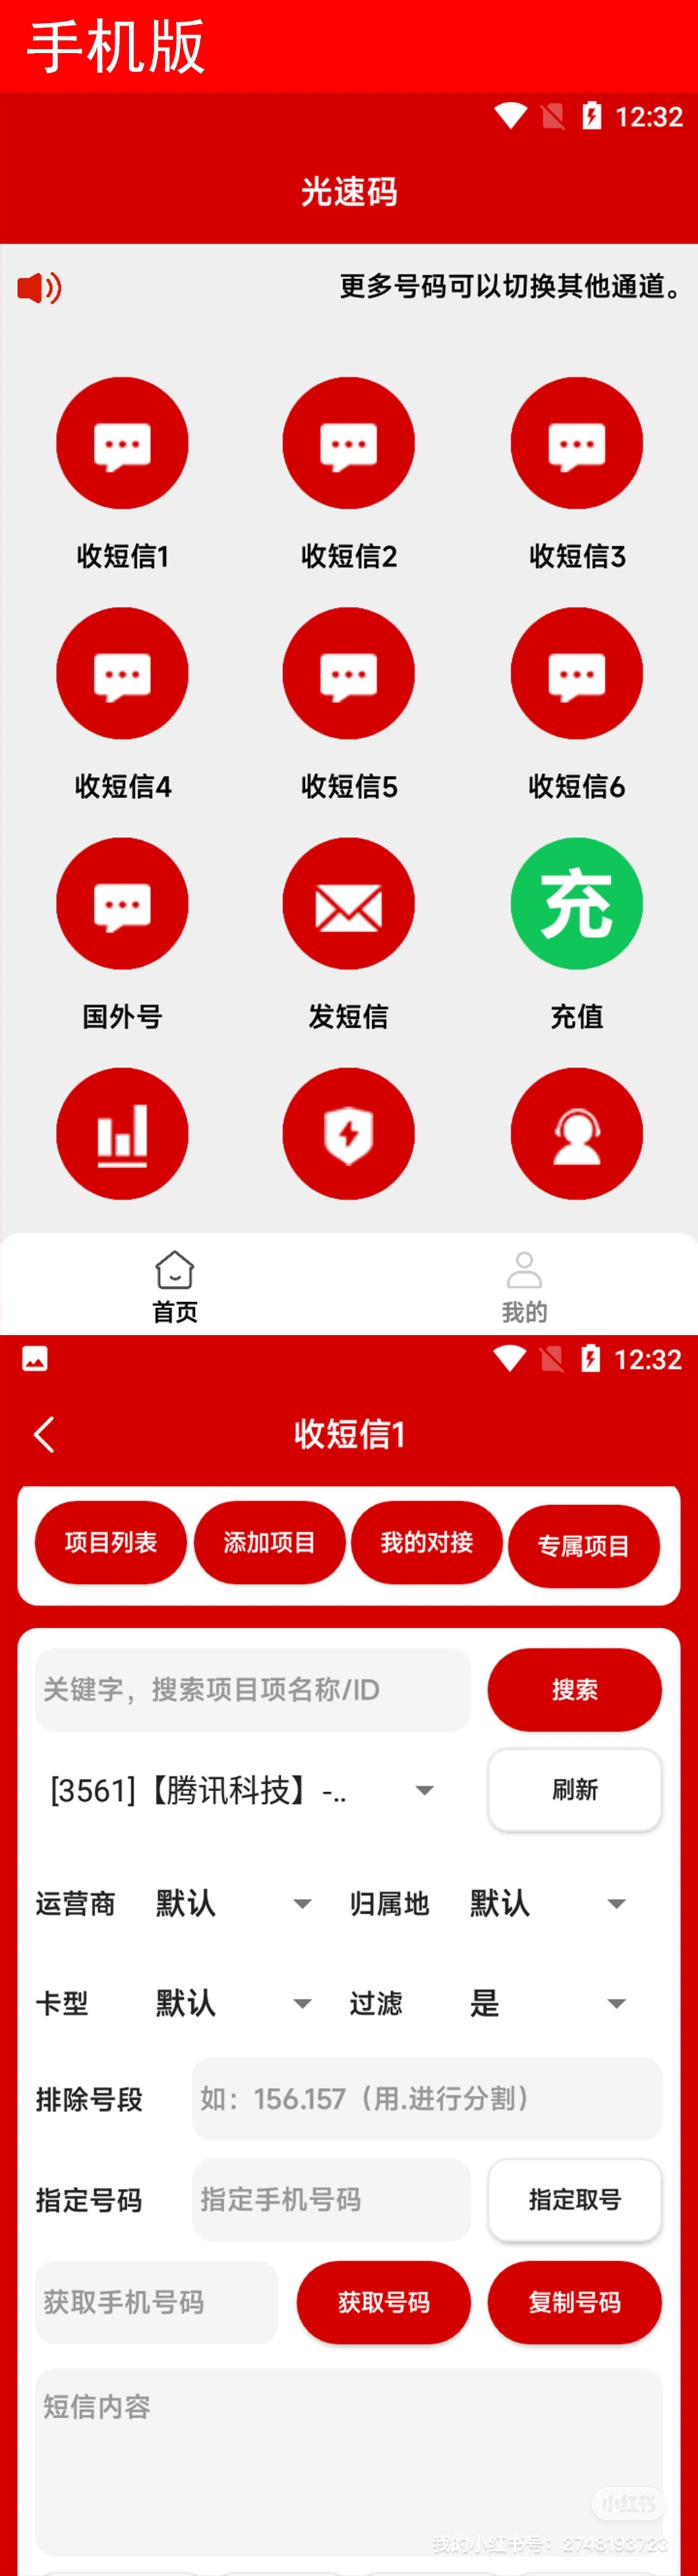 手机版
12:32
光速码
更多号码可以切换其他通道。
收短信1 收短信2 收短信3
收短信4 收短信5 收短信6
充
国外号 发短信 充值
首页 我的
12:32
收短信1
项目列表 添加项目 我的对接 专属项目
关键字，搜索项目项名称/ID 搜索
[3561]【腾讯科技】-.. 刷新
运营商 默认 归属地 默认
卡型 默认 过滤 是
排除号段 如：156.157（用.进行分割）
指定号码 指定手机号码 指定取号
获取手机号码 获取号码 复制号码
短信内容
小红书
我的小红书号：2748193723